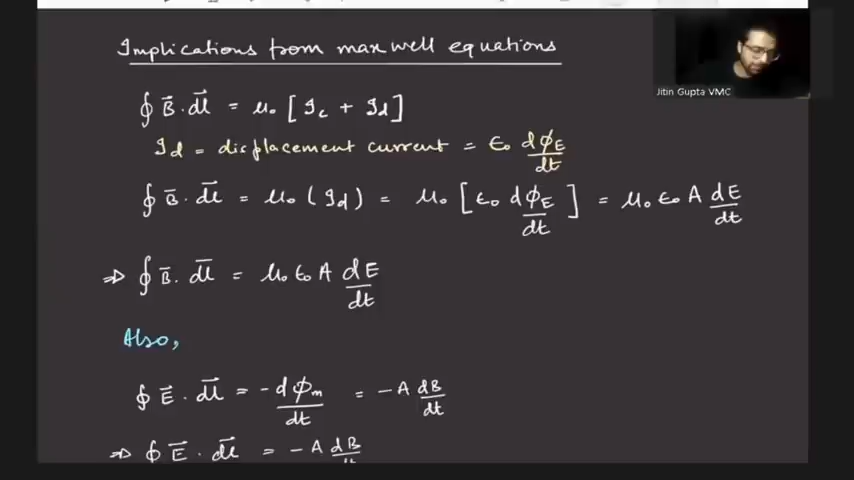 Implications from maxwell equations
Jitin Gupta VMC
∮ B⃗ . dl⃗ = μ₀ [ I_c + I_d ]
I_d = displacement current = ε₀ dϕ_E/dt
∮ B⃗ . dl⃗ = μ₀ ( I_d ) = μ₀ [ ε₀ dϕ_E/dt ] = μ₀ ε₀ A dE/dt
⇒ ∮ B⃗ . dl⃗ = μ₀ ε₀ A dE/dt
Also,
∮ E⃗ . dl⃗ = -dϕ_m/dt = -A dB/dt
⇒ ∮ E⃗ . dl⃗ = -A dB/dt